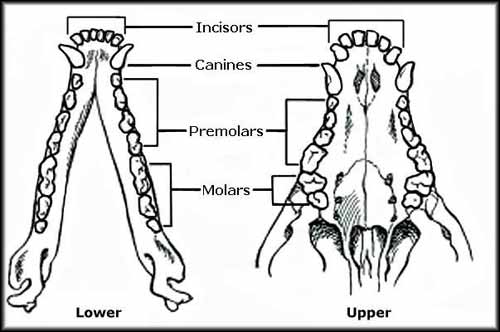 Incisors
Canines
Premolars
Molars
Lower
Upper